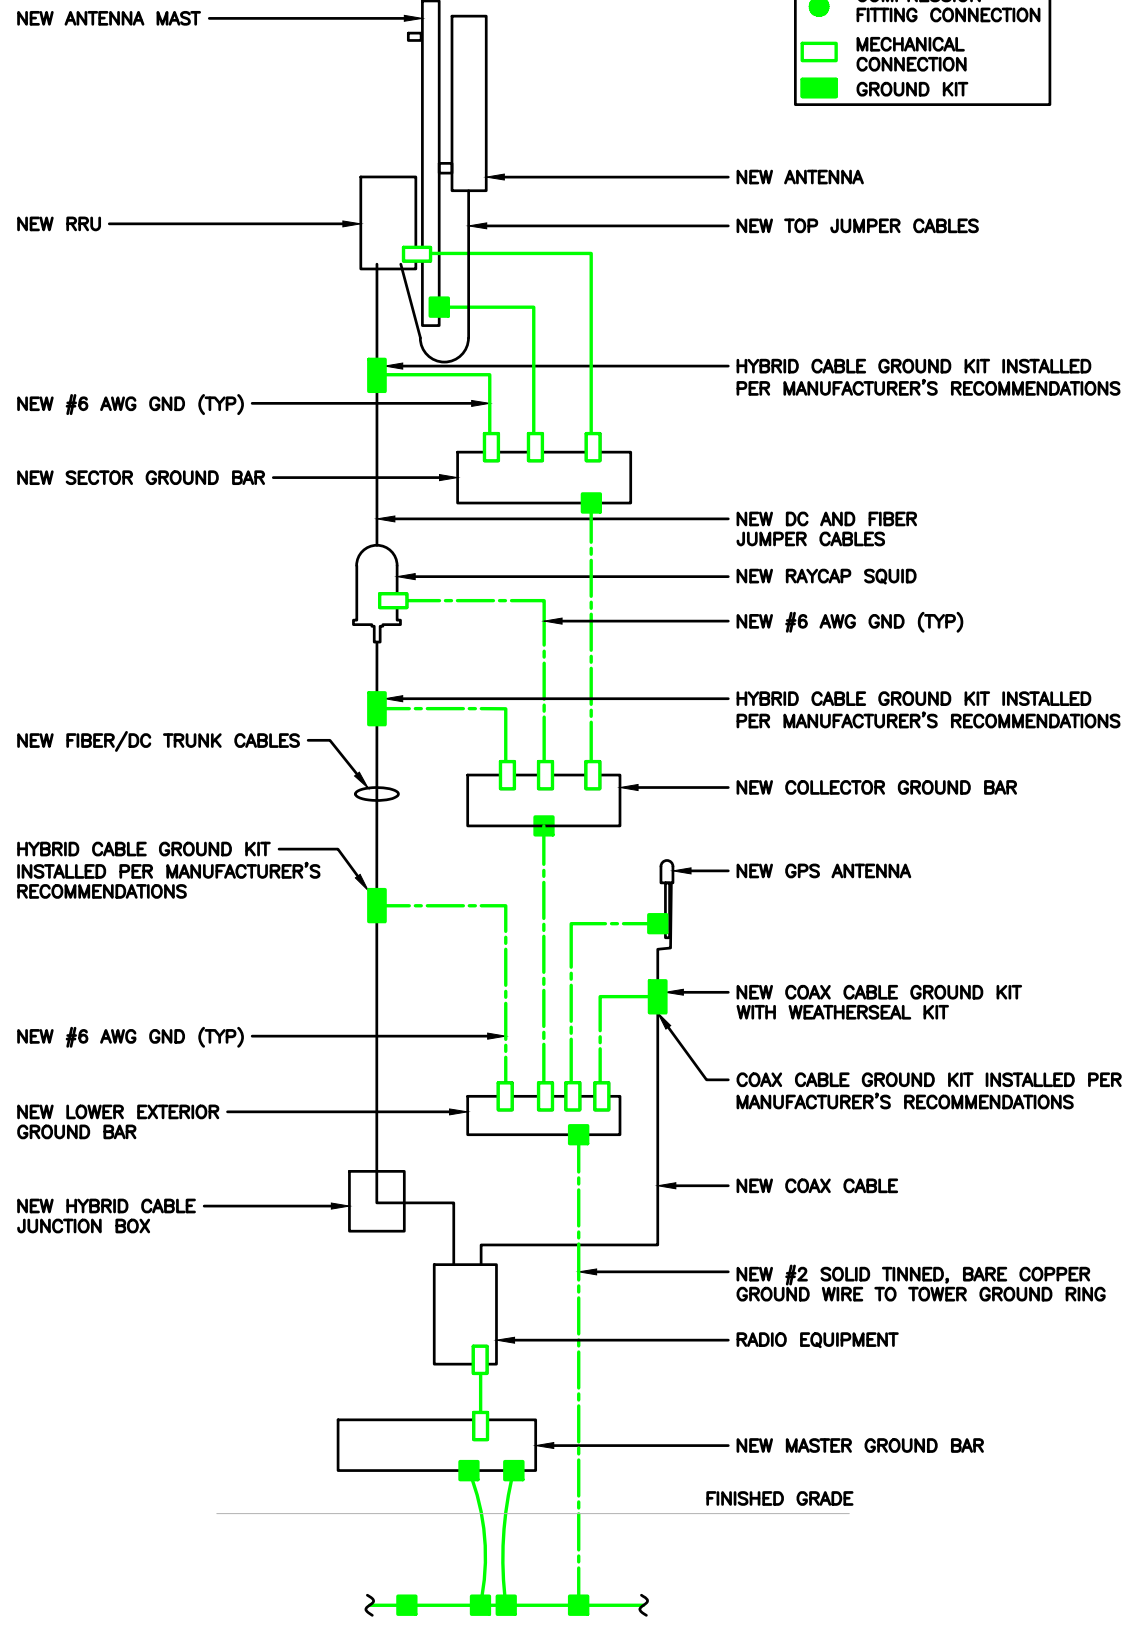 NEW ANTENNA MAST
FITTING CONNECTION
MECHANICAL
CONNECTION
GROUND KIT
NEW ANTENNA
NEW RRU
NEW TOP JUMPER CABLES
HYBRID CABLE GROUND KIT INSTALLED
PER MANUFACTURER'S RECOMMENDATIONS
NEW #6 AWG GND (TYP)
NEW SECTOR GROUND BAR
NEW DC AND FIBER
JUMPER CABLES
NEW RAYCAP SQUID
NEW #6 AWG GND (TYP)
HYBRID CABLE GROUND KIT INSTALLED
PER MANUFACTURER'S RECOMMENDATIONS
NEW FIBER/DC TRUNK CABLES
NEW COLLECTOR GROUND BAR
HYBRID CABLE GROUND KIT
INSTALLED PER MANUFACTURER'S
RECOMMENDATIONS
NEW GPS ANTENNA
NEW COAX CABLE GROUND KIT
WITH WEATHERSEAL KIT
NEW #6 AWG GND (TYP)
COAX CABLE GROUND KIT INSTALLED PER
MANUFACTURER'S RECOMMENDATIONS
NEW LOWER EXTERIOR
GROUND BAR
NEW COAX CABLE
NEW HYBRID CABLE
JUNCTION BOX
NEW #2 SOLID TINNED, BARE COPPER
GROUND WIRE TO TOWER GROUND RING
RADIO EQUIPMENT
NEW MASTER GROUND BAR
FINISHED GRADE